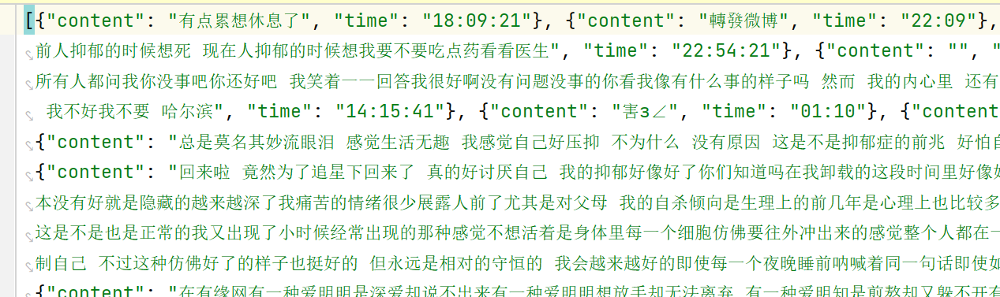 [{"content": "有点累想休息了", "time": "18:09:21"}, {"content": "轉發微博", "time": "22:09"},
前人抑郁的时候想死 现在人抑郁的时候想我要不要吃点药看看医生", "time": "22:54:21"}, {"content": "", "
所有人都问我你没事吧你还好吧 我笑着一一回答我很好啊没有问题没事的你看我像有什么事的样子吗 然而 我的内心里 还有
我不好我不要 哈尔滨", "time": "14:15:41"}, {"content": "害з∠", "time": "01:10"}, {"content
{"content": "总是莫名其妙流眼泪 感觉生活无趣 我感觉自己好压抑 不为什么 没有原因 这是不是抑郁症的前兆 好怕自
{"content": "回来啦 竟然为了追星下回来了 真的好讨厌自己 我的抑郁好像好了你们知道吗在我卸载的这段时间里好像好
本没有好就是隐藏的越来越深了我痛苦的情绪很少展露人前了尤其是对父母 我的自杀倾向是生理上的前几年是心理上也比较多
这是不是也是正常的我又出现了小时候经常出现的那种感觉不想活着是身体里每一个细胞仿佛要往外冲出来的感觉整个人都在一
制自己 不过这种仿佛好了的样子也挺好的 但永远是相对的守恒的 我会越来越好的即使每一个夜晚睡前呐喊着同一句话即使如
{"content": "在有缘网有一种爱明明是深爱却说不出来有一种爱明明想放手却无法离弃 有一种爱明知是煎熬却又躲不开有